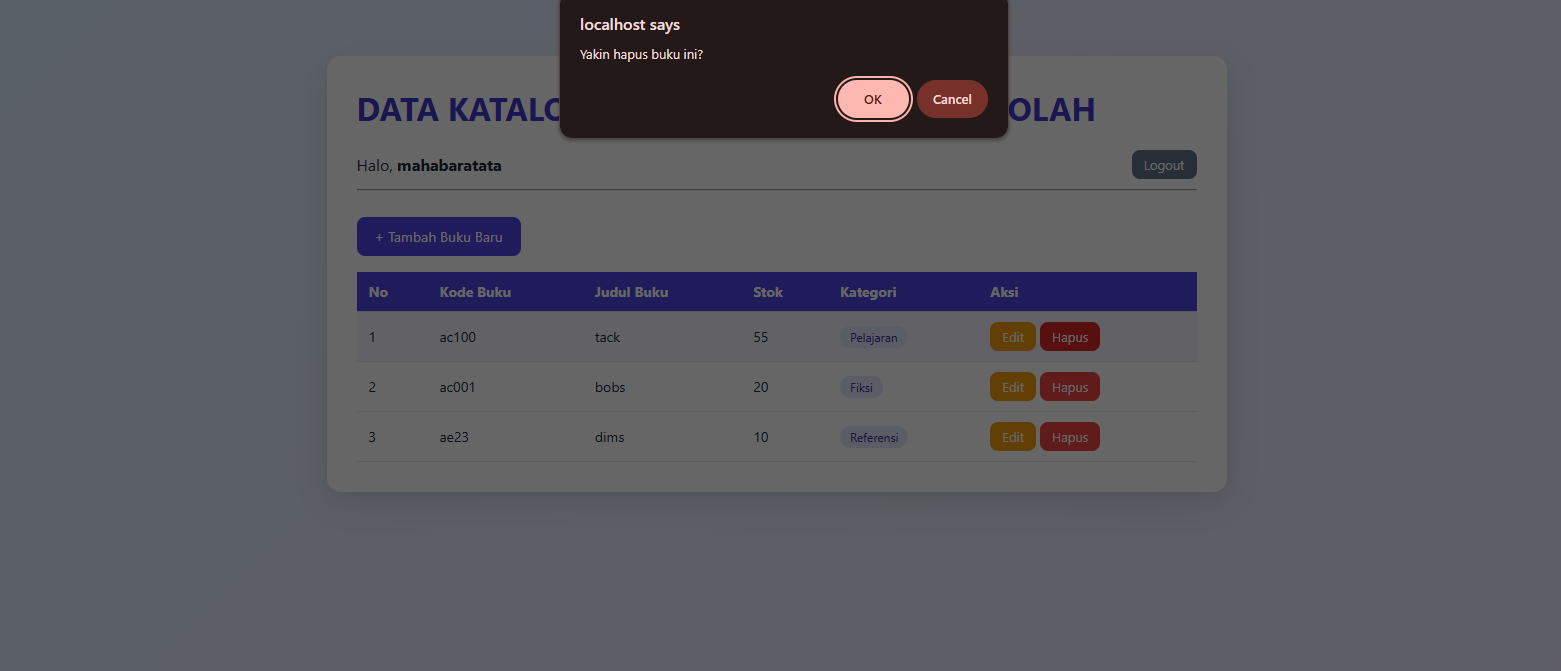 localhost says
Yakin hapus buku ini?
OK Cancel
DATA KATALO OLAH
Halo, mahabaratata Logout
+ Tambah Buku Baru
No Kode Buku Judul Buku Stok Kategori Aksi
1 ac100 tack 55 Pelajaran Edit Hapus
2 ac001 bobs 20 Fiksi Edit Hapus
3 ae23 dims 10 Referensi Edit Hapus